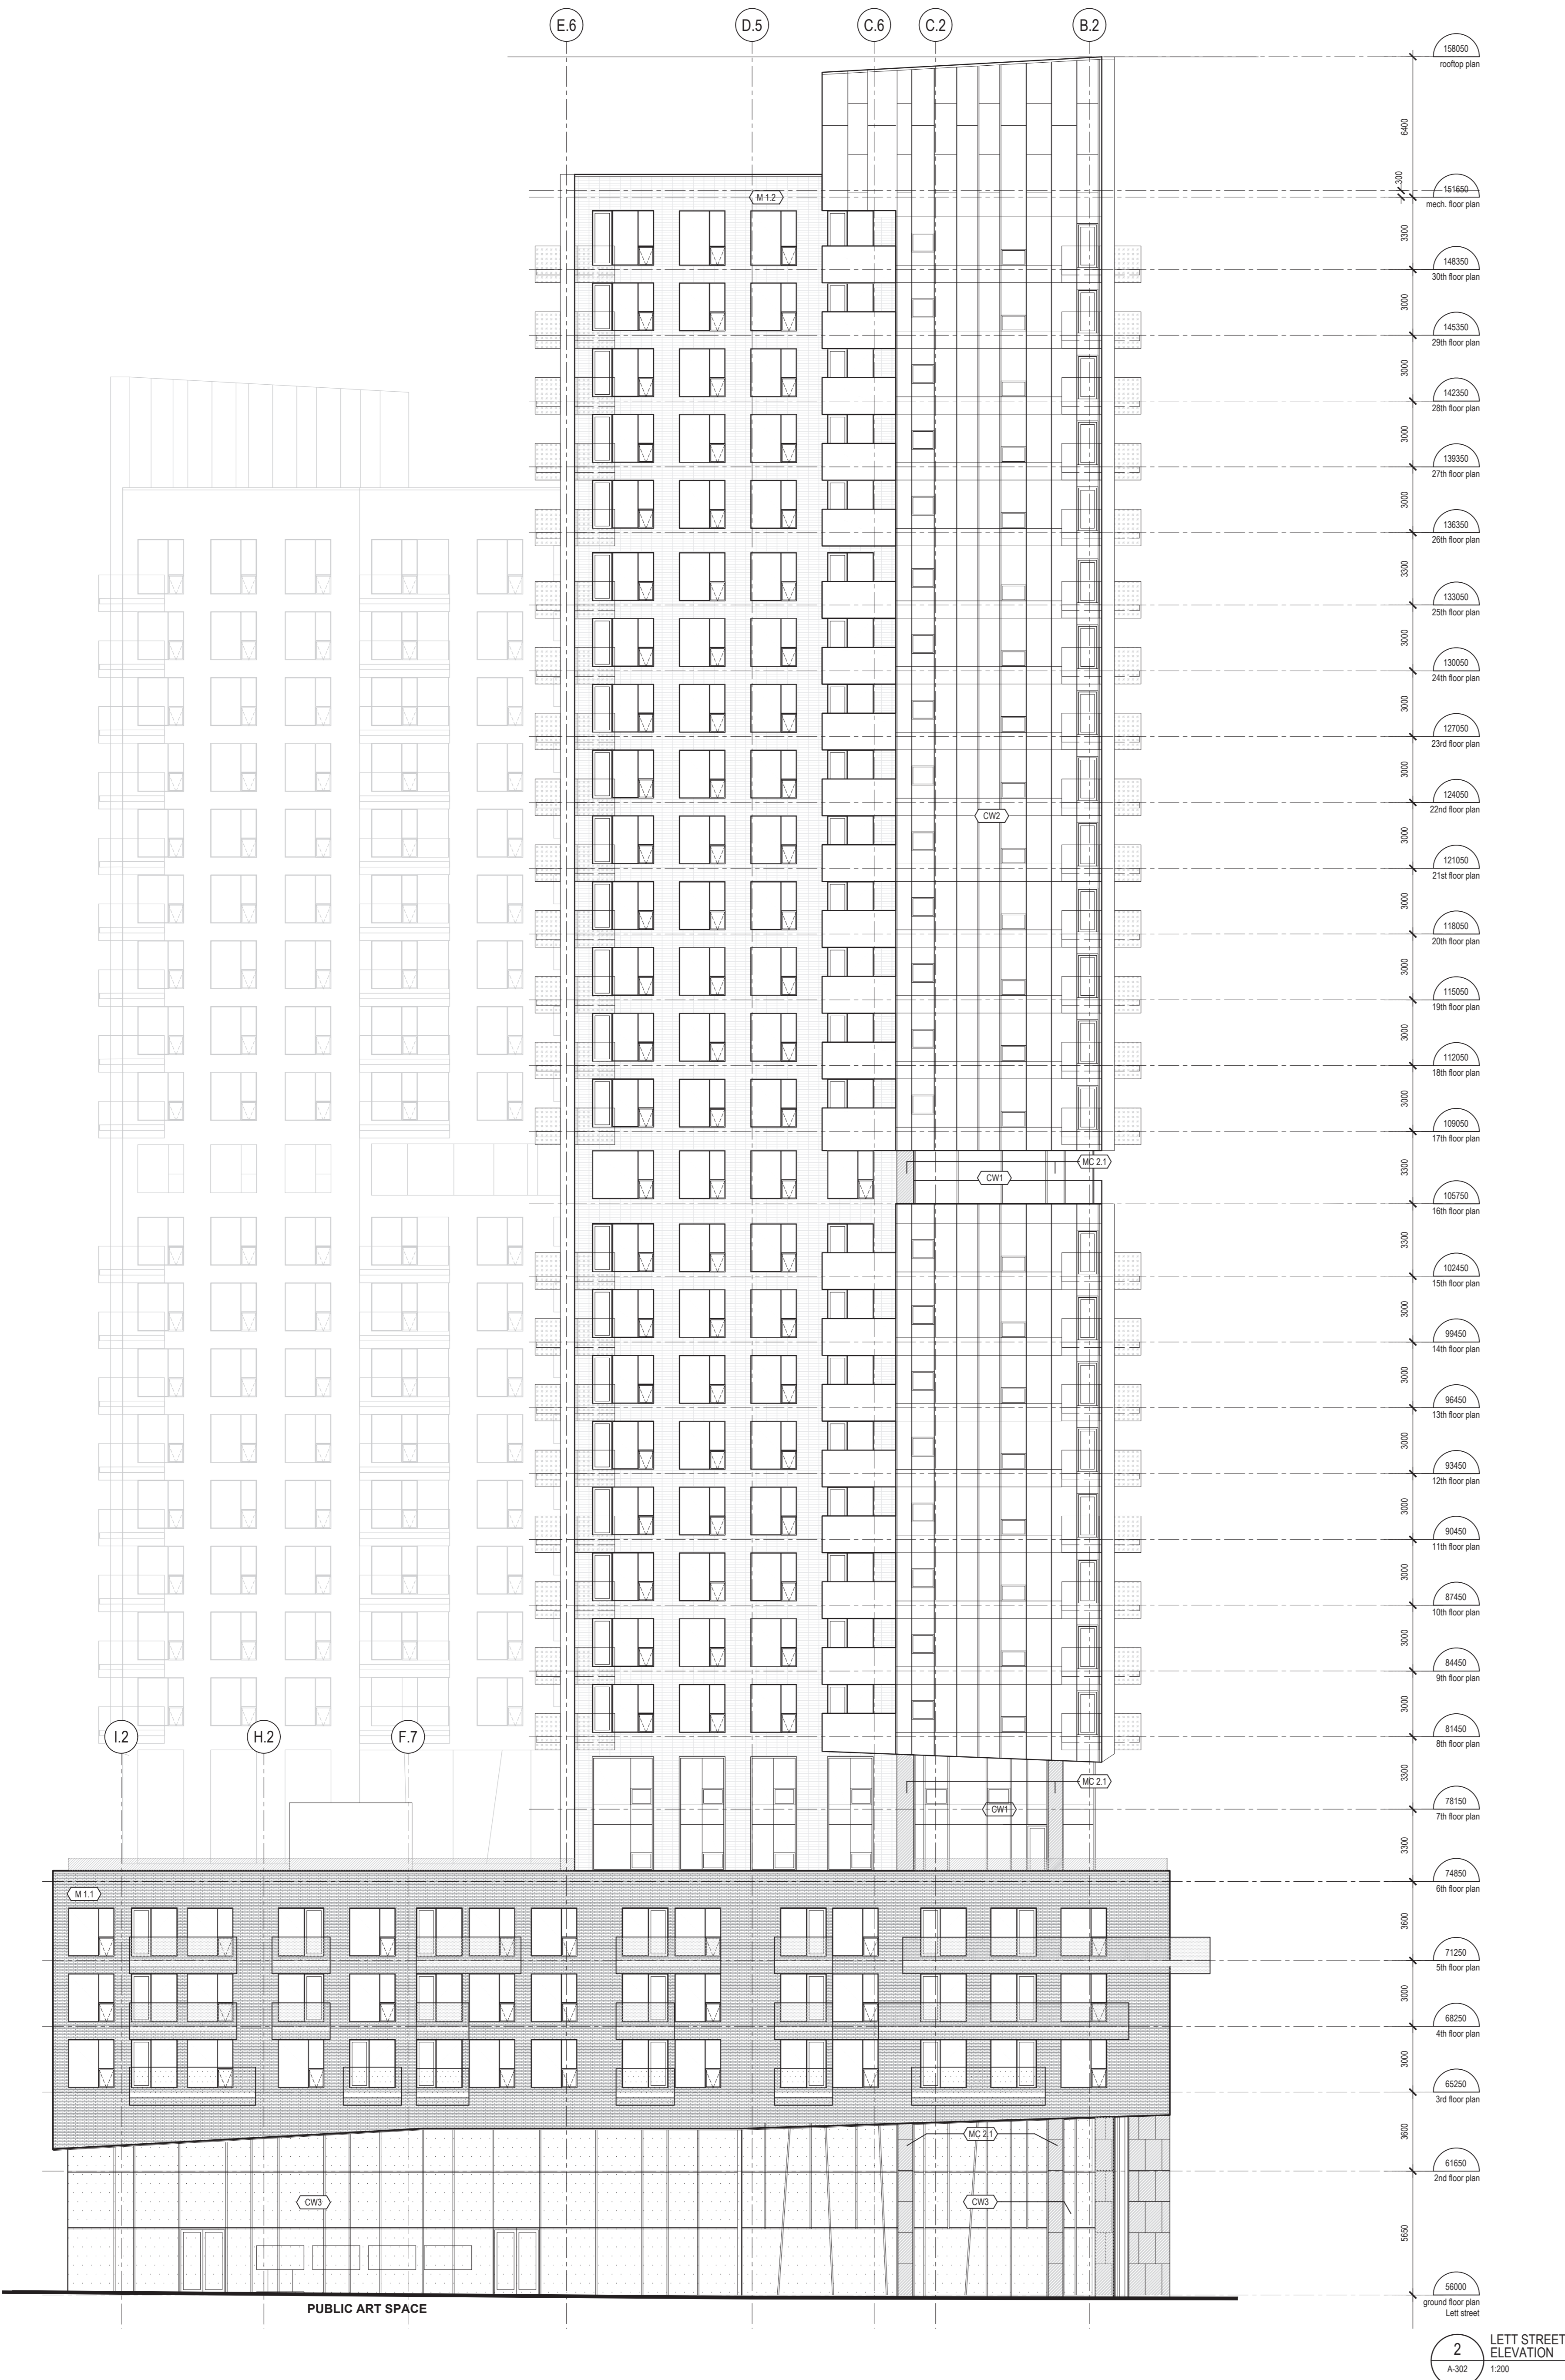 E.6 D.5 C.6 C.2 B.2
158050
rooftop plan
6400
300
151650
mech. floor plan
M 1.2
3300
148350
30th floor plan
3000
145350
29th floor plan
3000
142350
28th floor plan
3000
139350
27th floor plan
3000
136350
26th floor plan
3300
133050
25th floor plan
3000
130050
24th floor plan
3000
127050
23rd floor plan
3000
124050
22nd floor plan
CW2
3000
121050
21st floor plan
3000
118050
20th floor plan
3000
115050
19th floor plan
3000
112050
18th floor plan
3000
109050
17th floor plan
MC 2.1
3300
CW1
105750
16th floor plan
3300
102450
15th floor plan
3000
99450
14th floor plan
3000
96450
13th floor plan
3000
93450
12th floor plan
3000
90450
11th floor plan
3000
87450
10th floor plan
3000
84450
9th floor plan
3000
I.2 H.2 F.7
81450
8th floor plan
3300
MC 2.1
CW1
78150
7th floor plan
3300
74850
6th floor plan
M 1.1
3600
71250
5th floor plan
3000
68250
4th floor plan
3000
65250
3rd floor plan
3600
MC 2.1
61650
2nd floor plan
CW3 CW3
5650
56000
ground floor plan
Lett street
PUBLIC ART SPACE
2
A-302
LETT STREET
ELEVATION
1:200